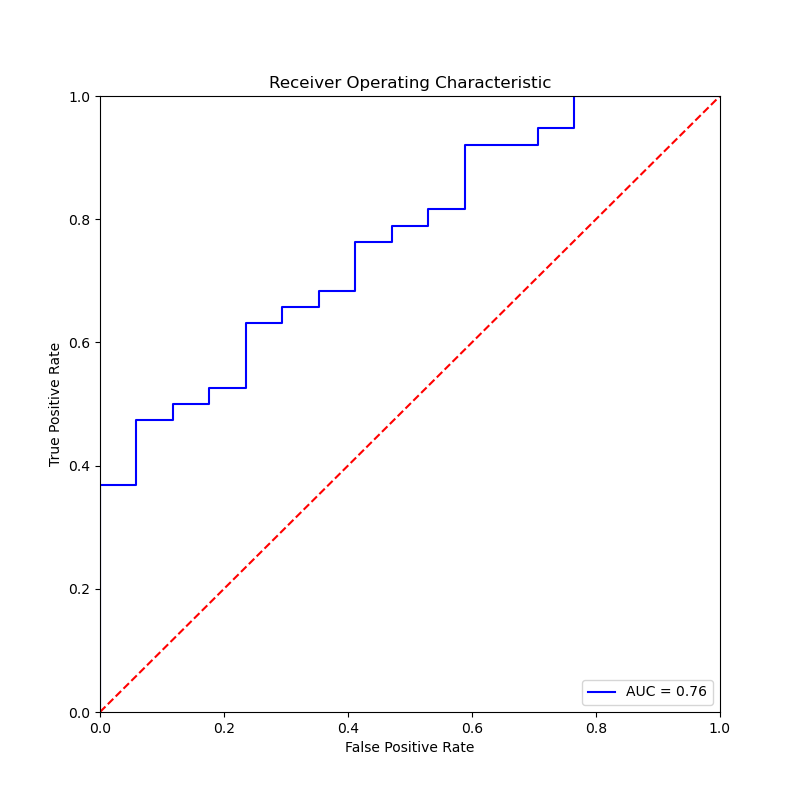 Receiver Operating Characteristic
1.0
0.8
0.6
0.4
0.2
0.0
True Positive Rate
AUC = 0.76
0.0 0.2 0.4 0.6 0.8 1.0
False Positive Rate